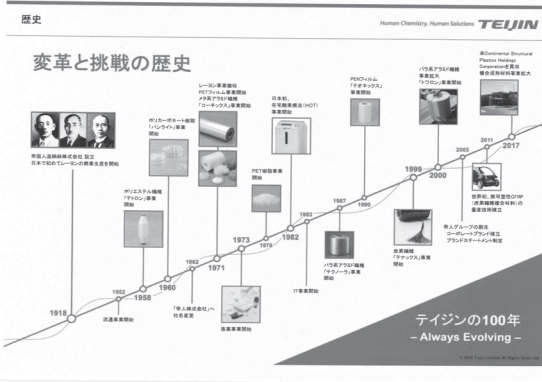 歴史
Human Chemistry, Human Solutions TEIJIN
変革と挑戦の歴史
帝国人造絹絲株式会社 設立
日本で初めてレーヨンの商業生産を開始
1918
1952
流通事業開始
ポリエステル繊維
「テトロン」事業
開始
1958
ポリカーボネート樹脂
「パンライト」事業
開始
1960
1962
「帝人株式会社」へ
社名変更
レーヨン事業撤収
PETフィルム事業開始
メタ系アラミド繊維
「コーネックス」事業開始
1971
1973
医薬事業開始
PET樹脂事業
開始
1978
日本初、
在宅酸素療法(HOT)
事業開始
1982
1983
IT事業開始
1987
パラ系アラミド繊維
「テクノーラ」事業
開始
PENフィルム
「テオネックス」
事業開始
1990
1999
炭素繊維
「テナックス」事業
開始
パラ系アラミド繊維
事業拡大
「トワロン」事業開始
2000
2003
帝人グループの創生
コーポレートブランド確立
ブランドステートメント制定
2011
世界初、熱可塑性CFRP
(炭素繊維複合材料)の
量産技術確立
米Continental Structural
Plastics Holdings
Corporationを買収
複合成形材料事業拡大
2017
テイジンの100年
– Always Evolving –